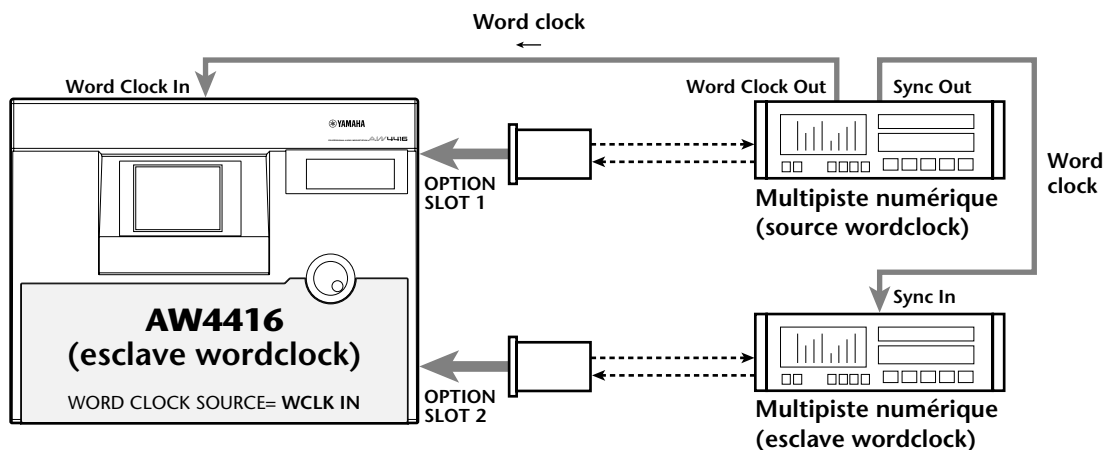 Word clock
←
Word Clock In
Word Clock Out
Sync Out
YAMAHA
AW4416
OPTION
SLOT 1
Word
clock
Multipiste numérique
(source wordclock)
Sync In
AW4416
(esclave wordclock)
WORD CLOCK SOURCE= WCLK IN
OPTION
SLOT 2
Multipiste numérique
(esclave wordclock)